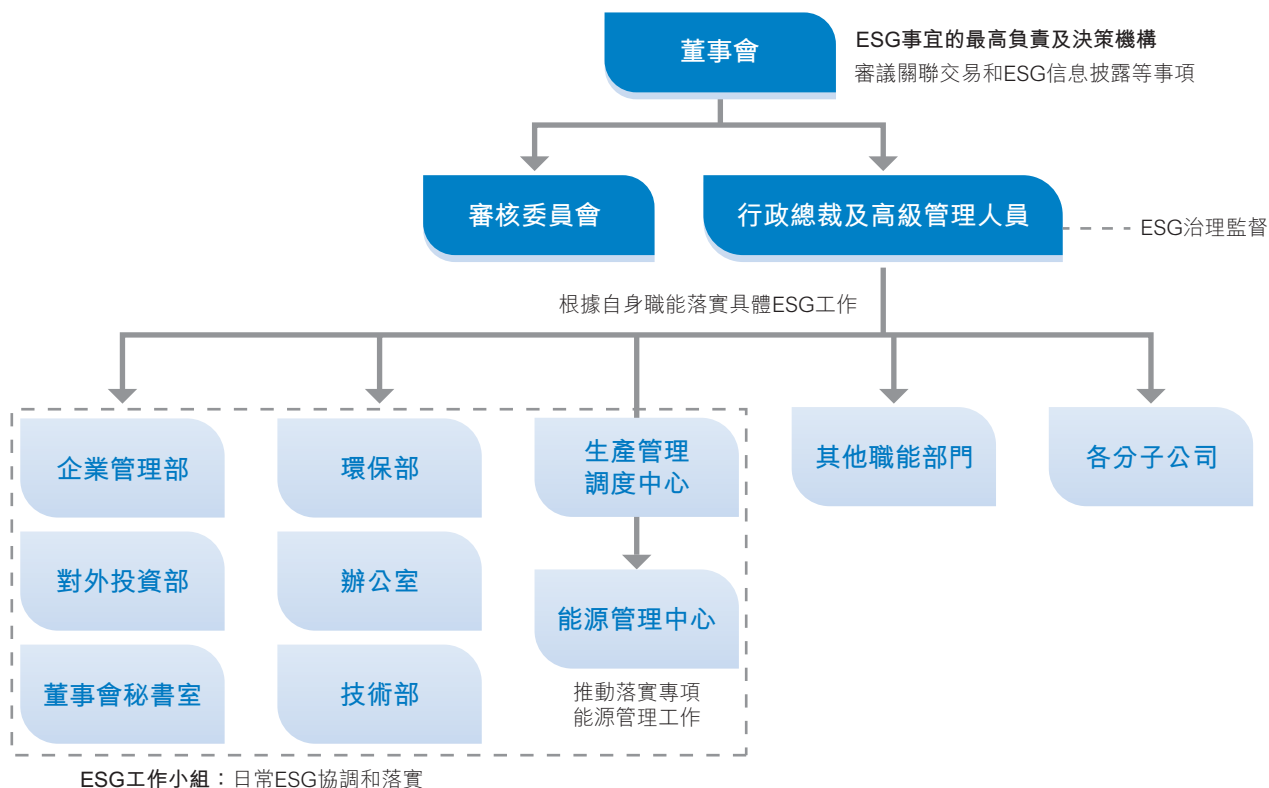 董事會
ESG事宜的最高負責及決策機構
審議關聯交易和ESG信息披露等事項
審核委員會
行政總裁及高級管理人員
ESG治理監督
根據自身職能落實具體ESG工作
企業管理部
環保部
生產管理
調度中心
其他職能部門
各分子公司
對外投資部
辦公室
能源管理中心
董事會秘書室
技術部
推動落實專項
能源管理工作
ESG工作小組：日常ESG協調和落實